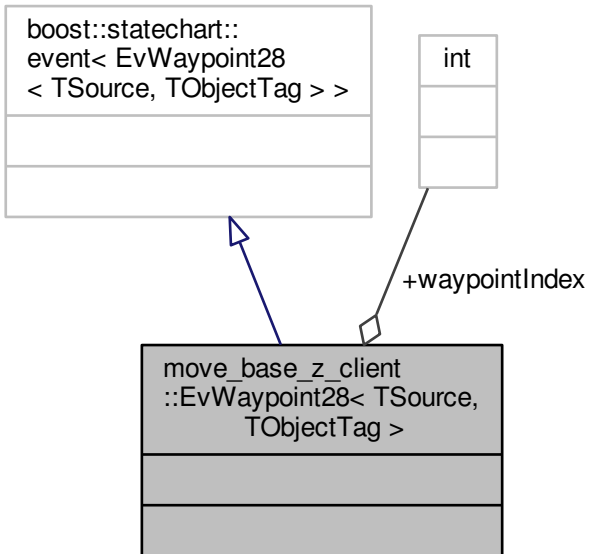 boost::statechart::
event< EvWaypoint28
< TSource, TObjectTag > >
int
+waypointIndex
move_base_z_client
::EvWaypoint28< TSource,
TObjectTag >